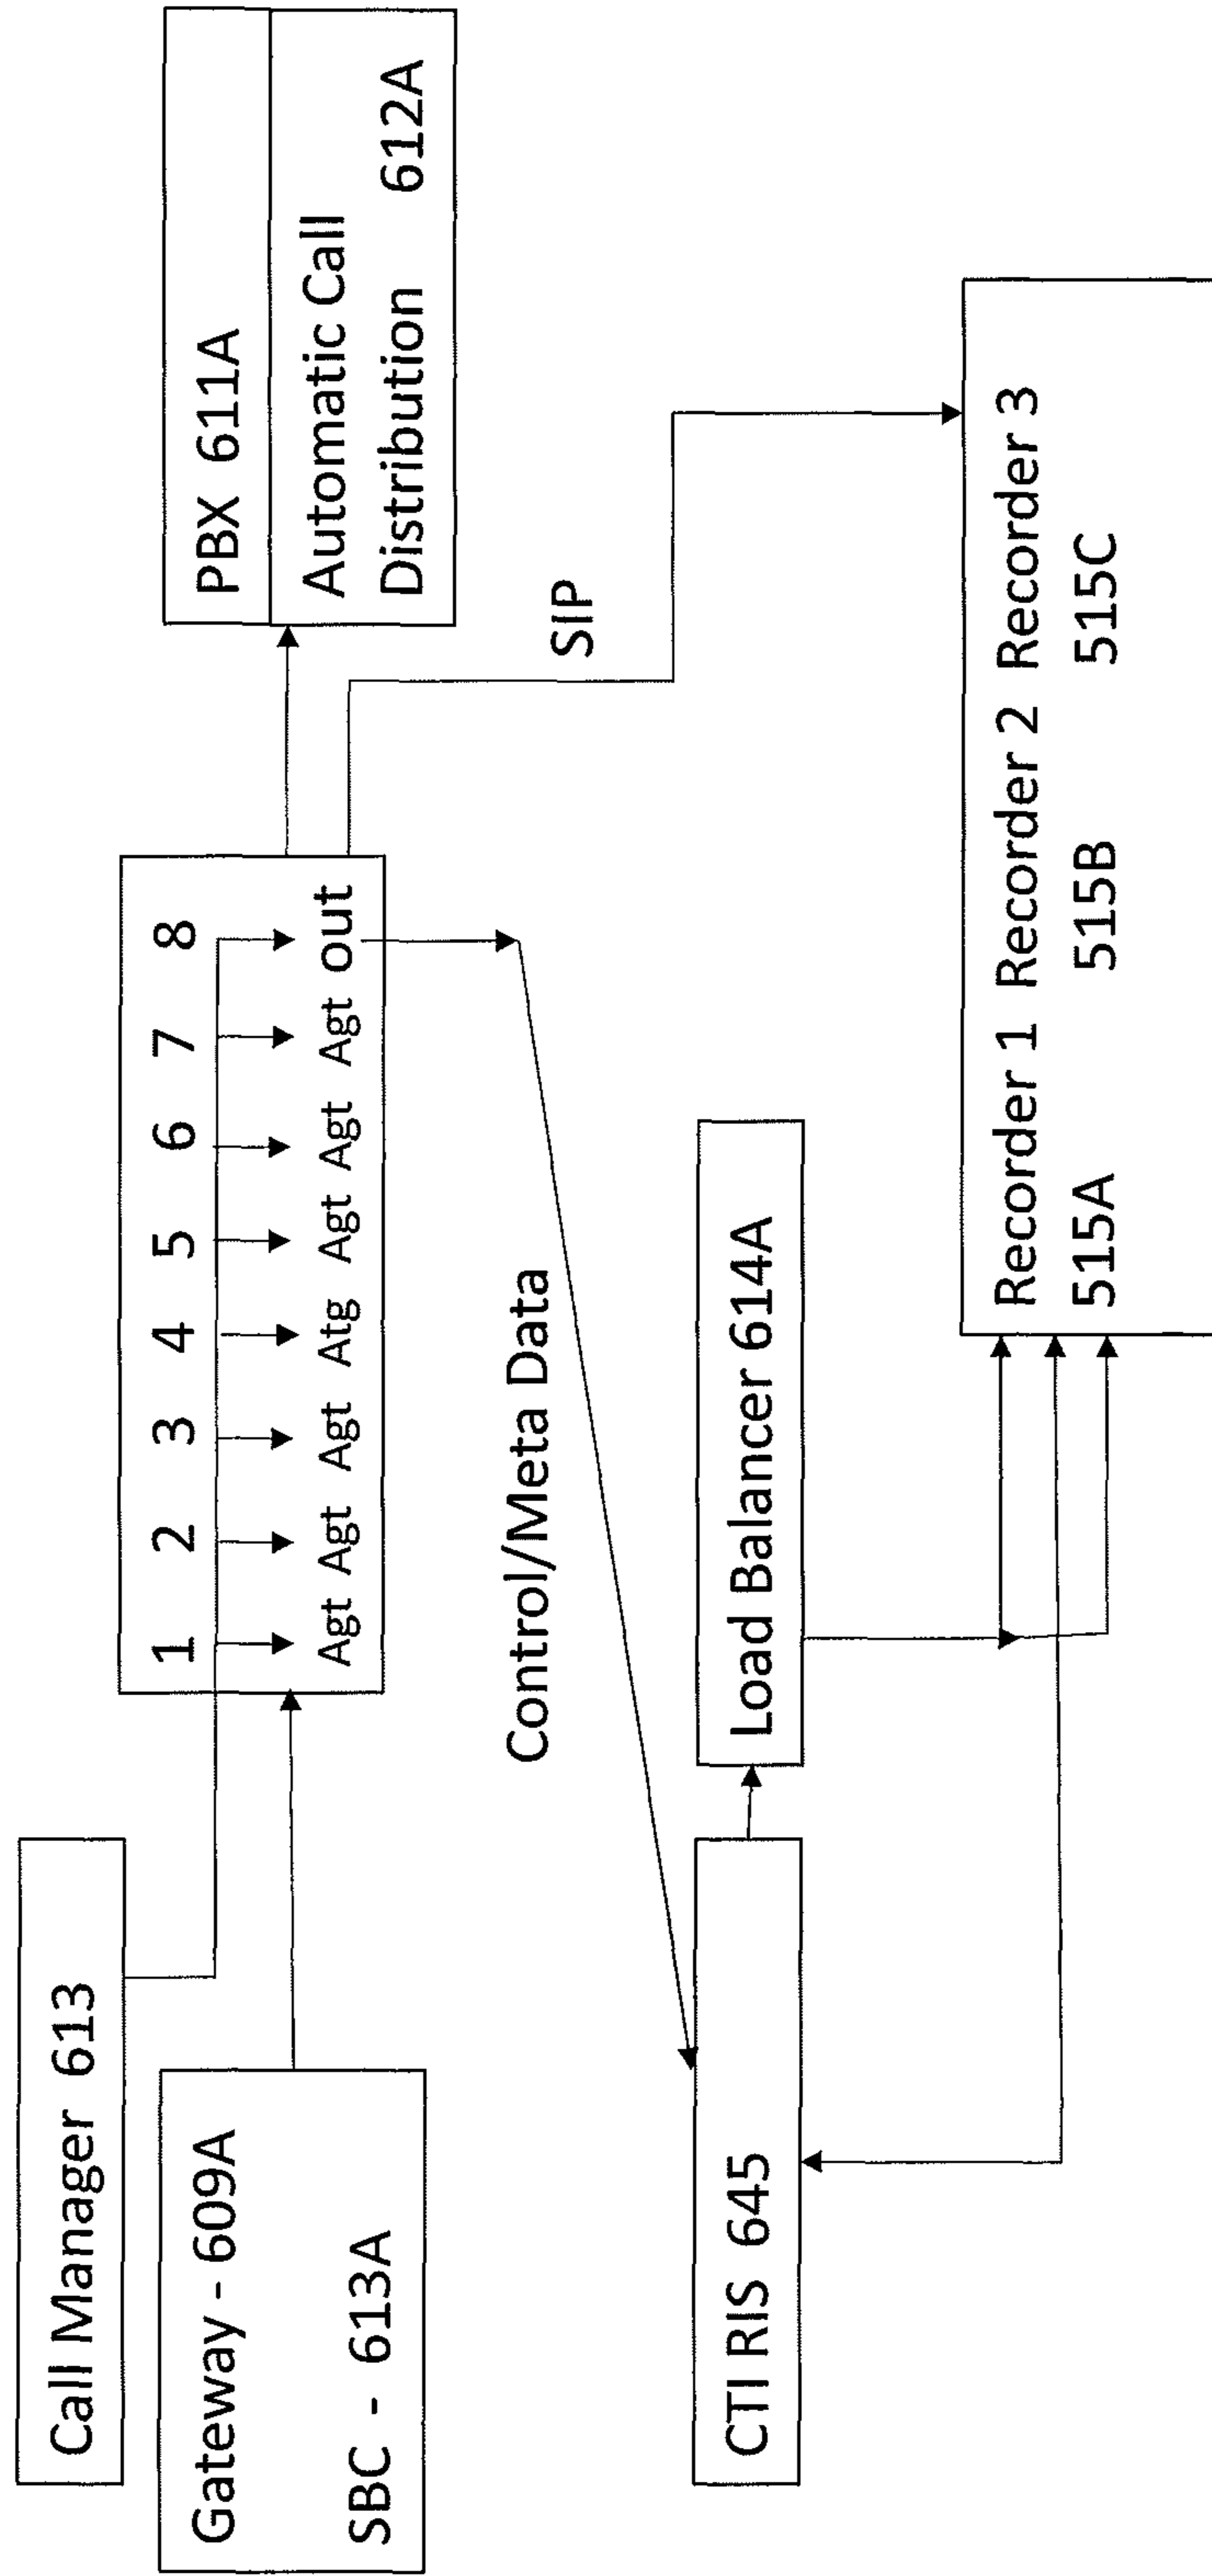 Call Manager 613
Gateway - 609A
SBC - 613A
1 2 3 4 5 6 7 8
Agt Agt Agt Atg Agt Agt Agt out
PBX 611A
Automatic Call
Distribution 612A
Control/Meta Data
SIP
CTI RIS 645
Load Balancer 614A
Recorder 1 Recorder 2 Recorder 3
515A 515B 515C